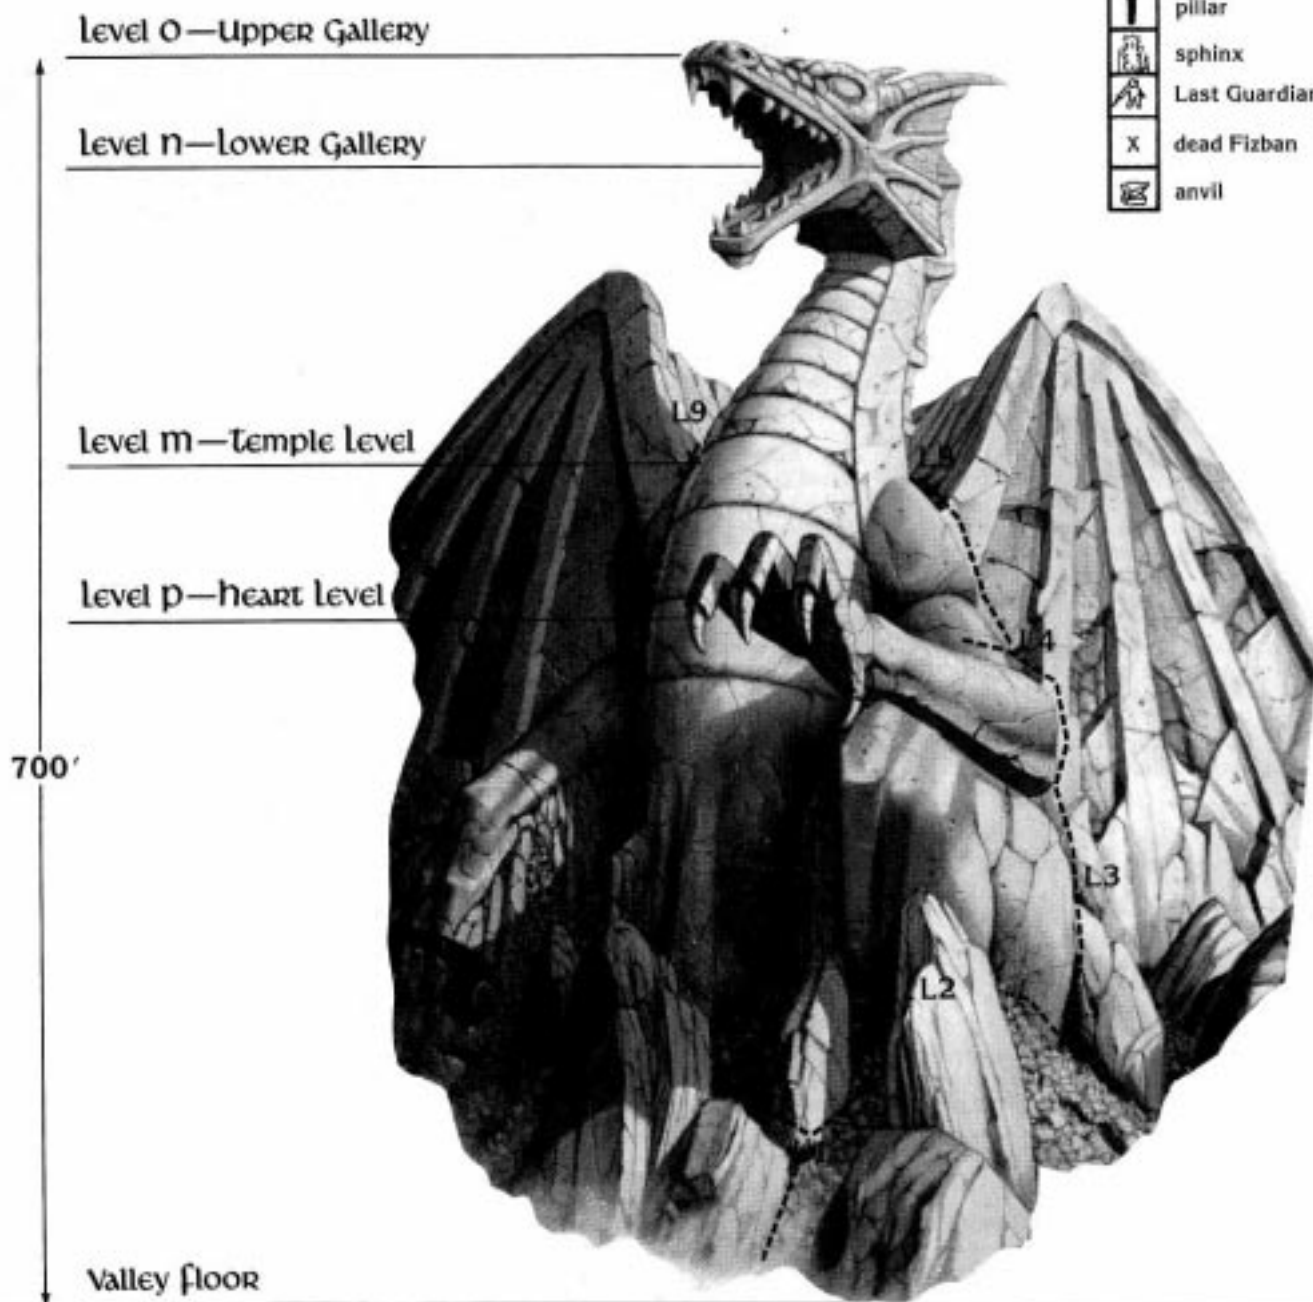 Level O—Upper Gallery
Level N—Lower Gallery
Level M—Temple Level
Level P—Heart Level
700'
Valley Floor
pillar
sphinx
Last Guardian
X dead Fizban
anvil
L9
L4
L3
L2